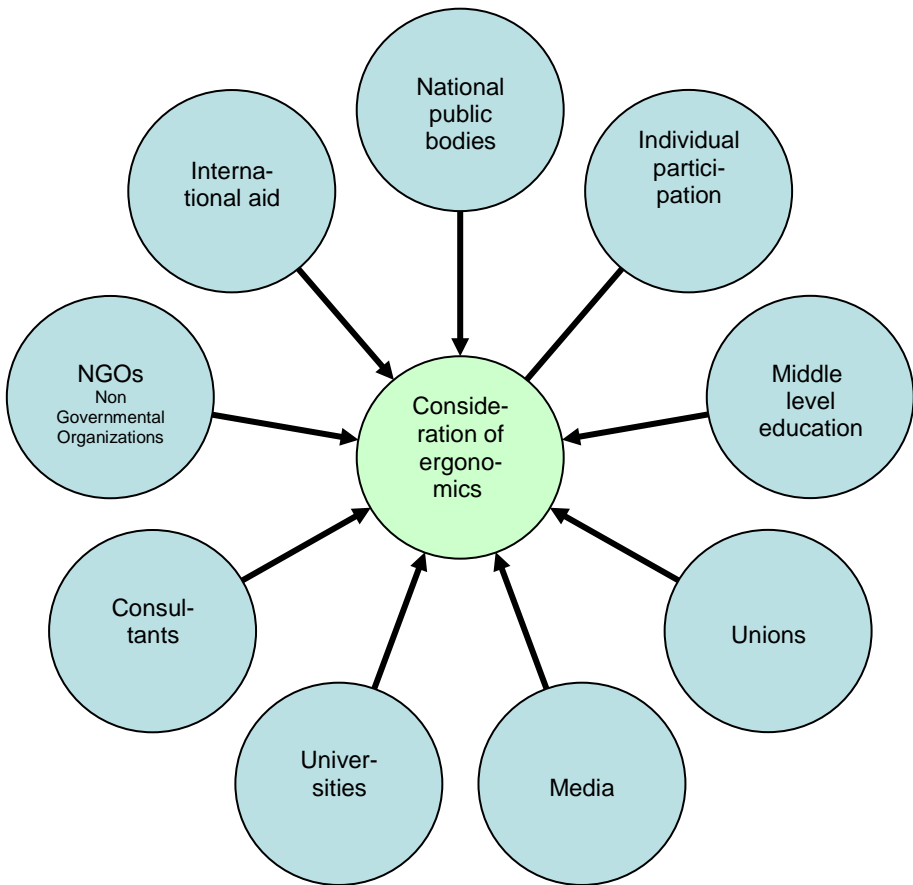 National
public
bodies
Individual
partici-
pation
Interna-
tional aid
NGOs
Non
Governmental
Organizations
Conside-
ration of
ergono-
mics
Middle
level
education
Consul-
tants
Unions
Univer-
sities
Media